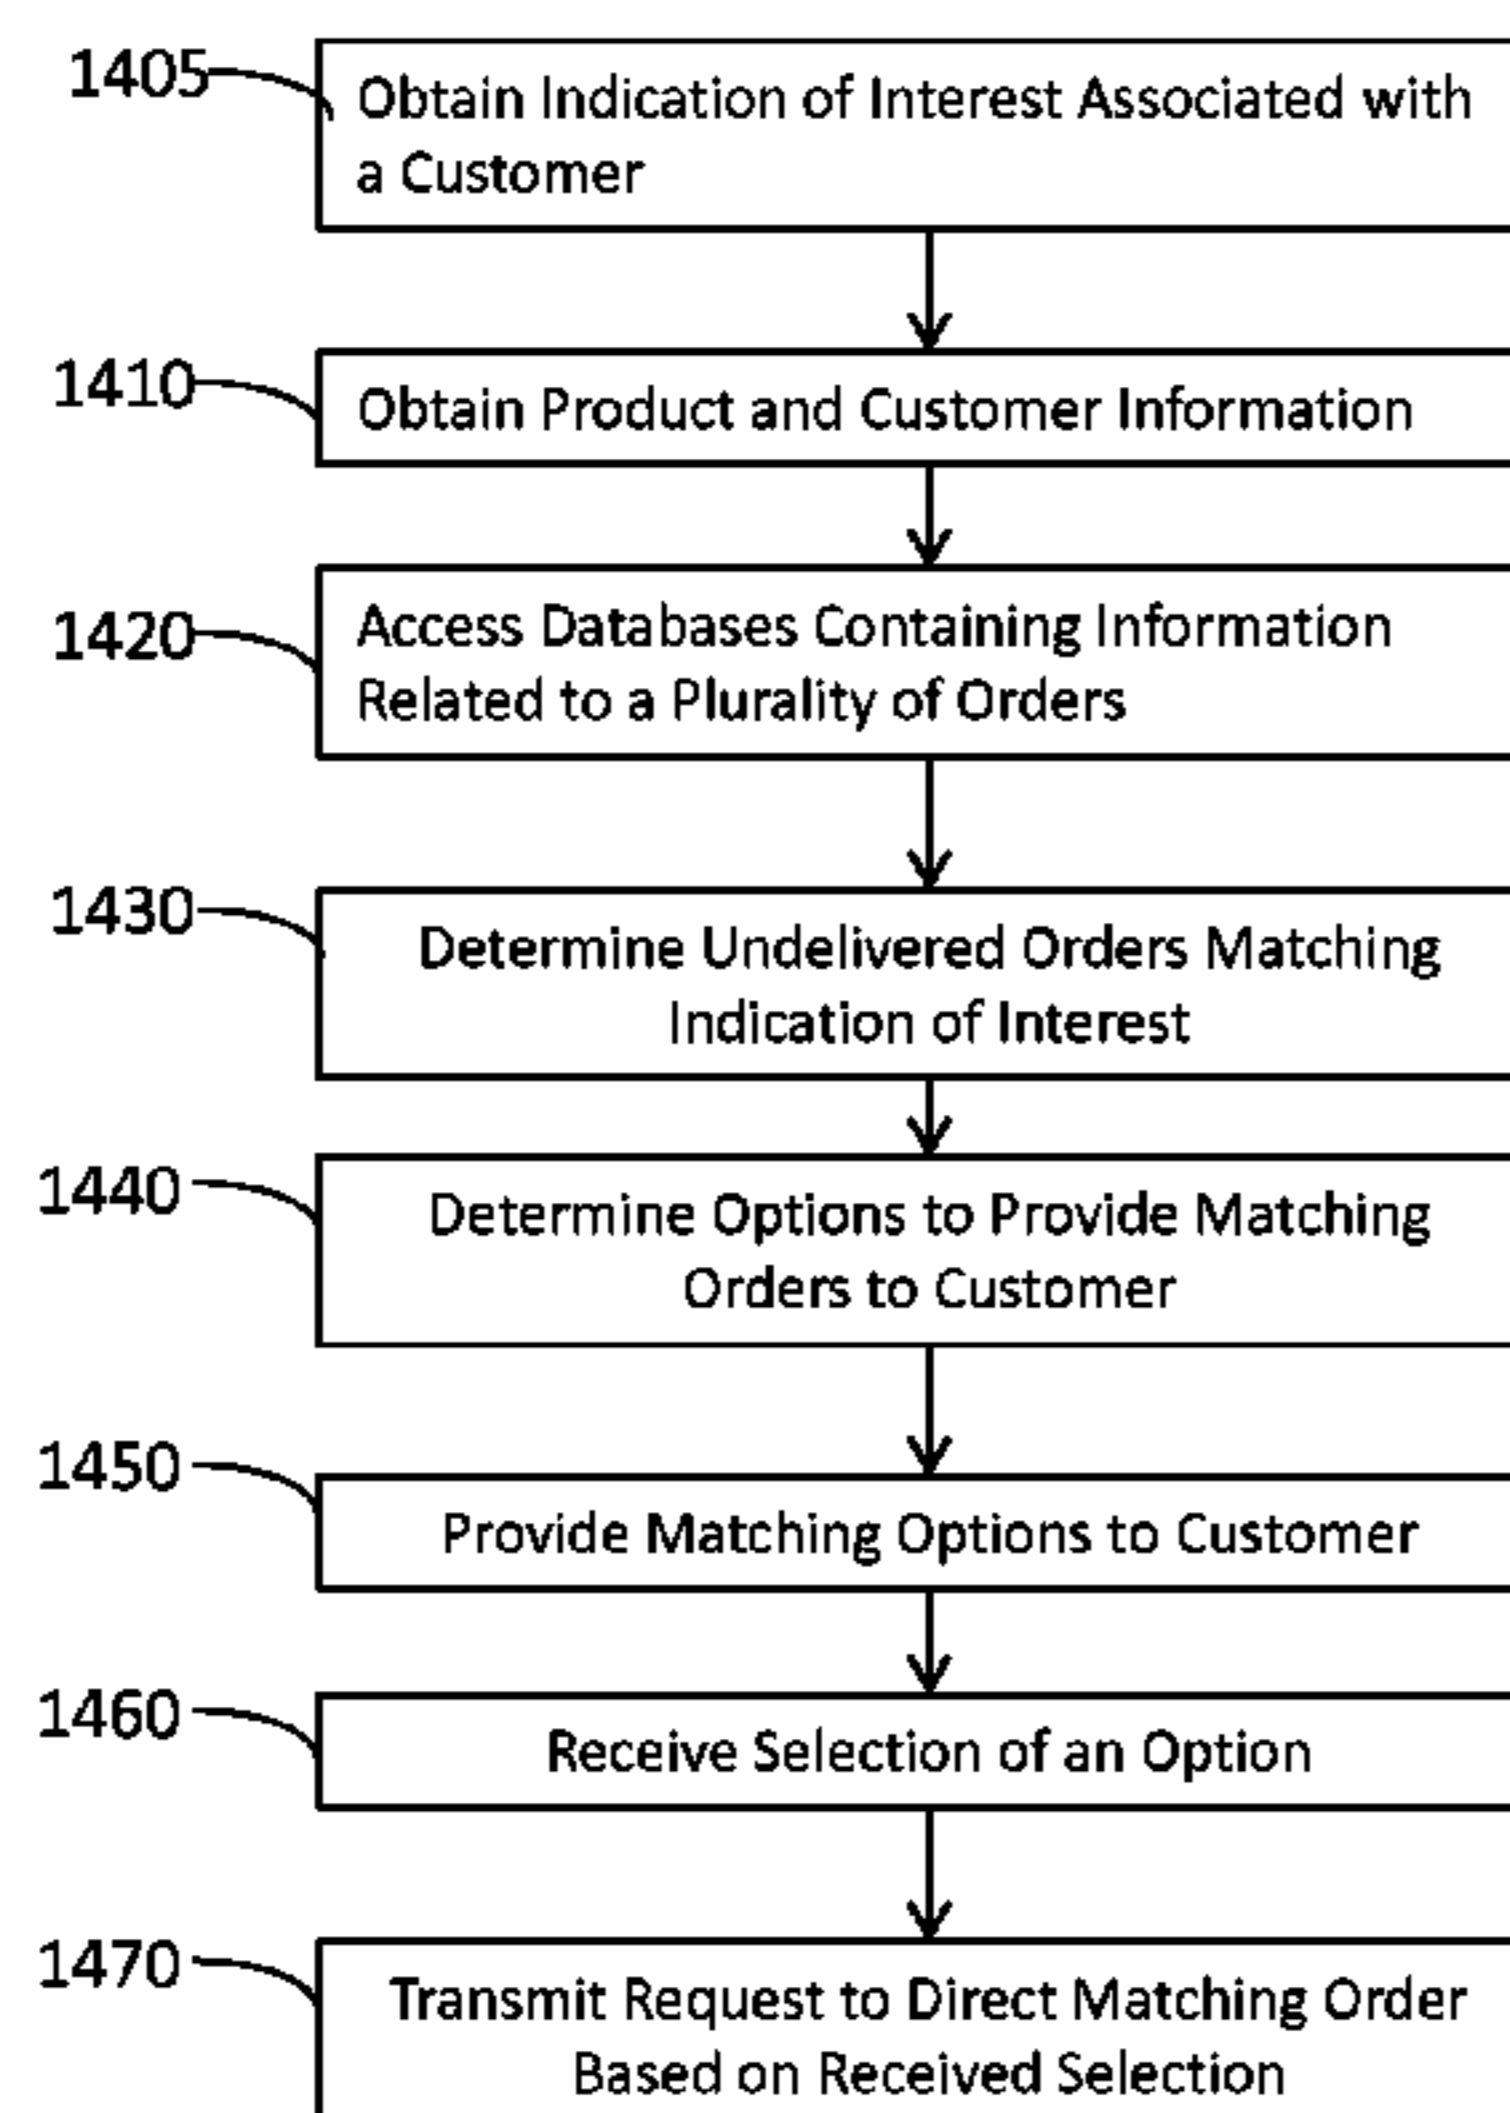 1405
Obtain Indication of Interest Associated with
a Customer
1410
Obtain Product and Customer Information
1420
Access Databases Containing Information
Related to a Plurality of Orders
1430
Determine Undelivered Orders Matching
Indication of Interest
1440
Determine Options to Provide Matching
Orders to Customer
1450
Provide Matching Options to Customer
1460
Receive Selection of an Option
1470
Transmit Request to Direct Matching Order
Based on Received Selection